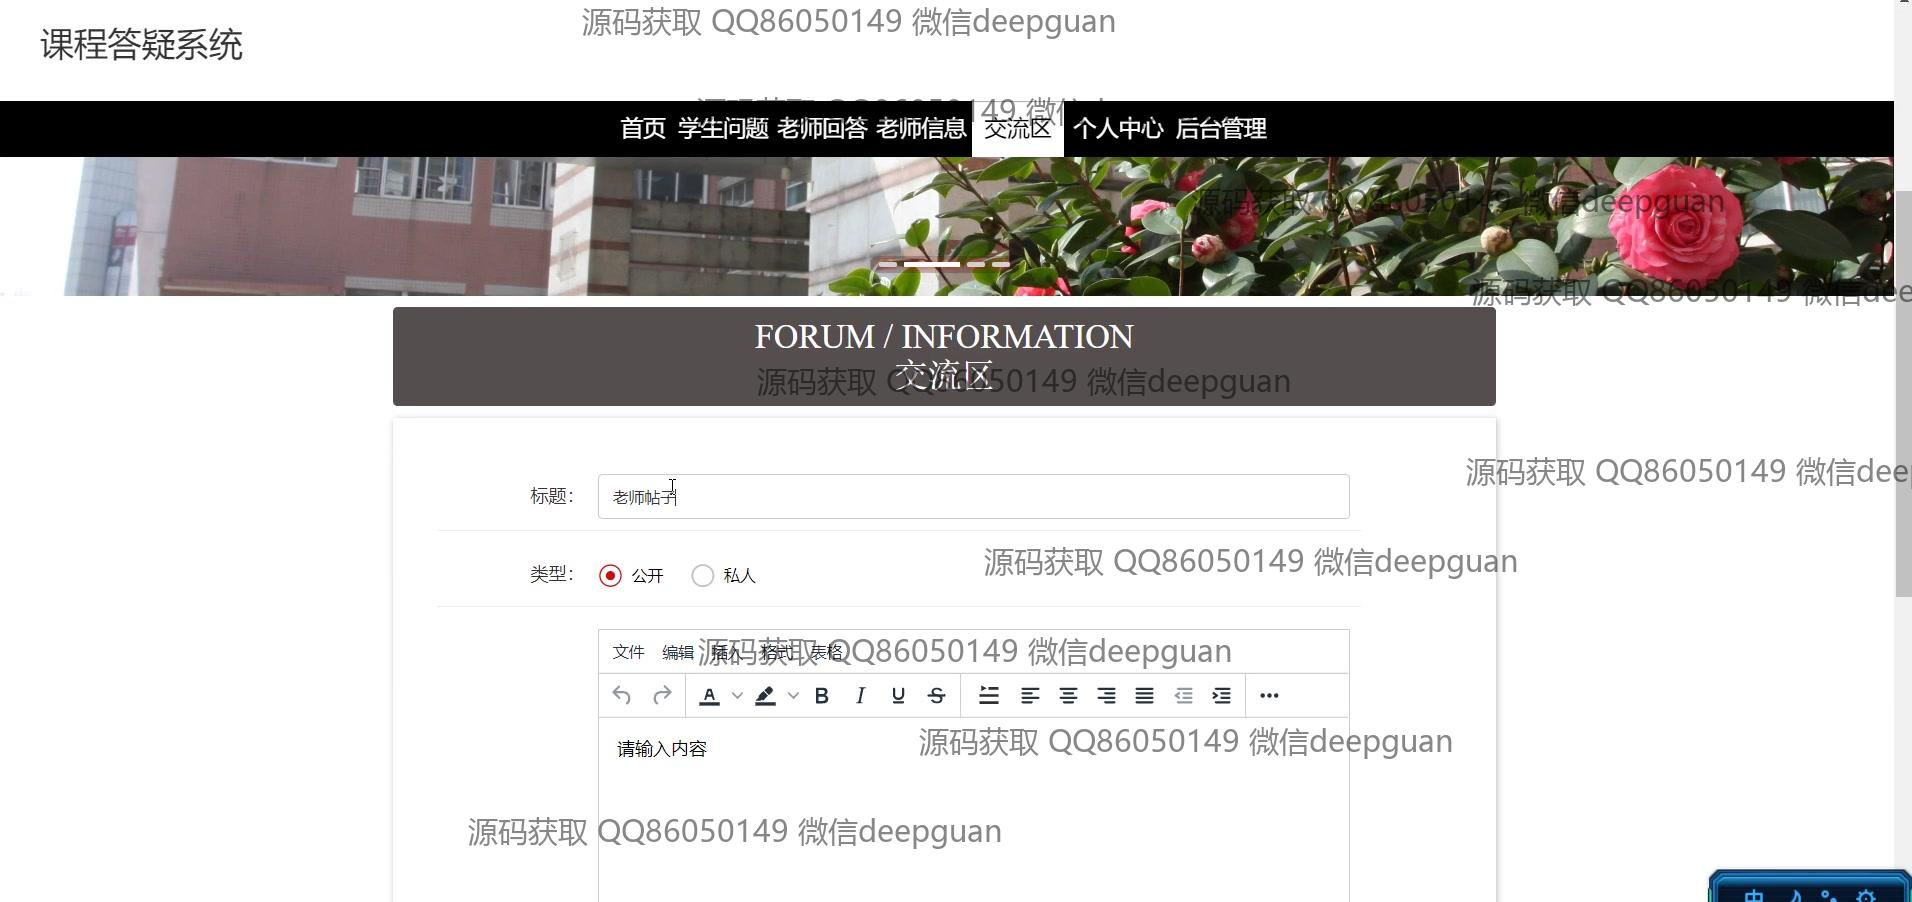 源码获取 QQ86050149 微信deepguan
课程答疑系统
首页 学生问题 老师回答 老师信息 交流区 个人中心 后台管理
源码获取 QQ86050149 微信deepguan
源码获取 QQ86050149 微信dee
FORUM / INFORMATION
交流区
源码获取 QQ86050149 微信deepguan
源码获取 QQ86050149 微信deep
标题： 老师帖子
源码获取 QQ86050149 微信deepguan
类型： 公开 私人
文件 编辑 插入 格式 表格
源码获取 QQ86050149 微信deepguan
请输入内容
源码获取 QQ86050149 微信deepguan
源码获取 QQ86050149 微信deepguan
中